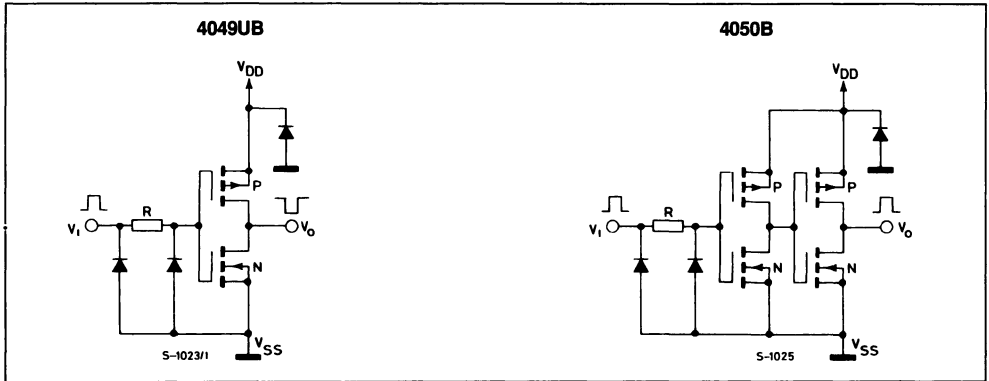 4049UB
VDD
P
R
VI
VO
N
VSS
S-1023/1
4050B
VDD
P
P
R
VI
VO
N
N
VSS
S-1025